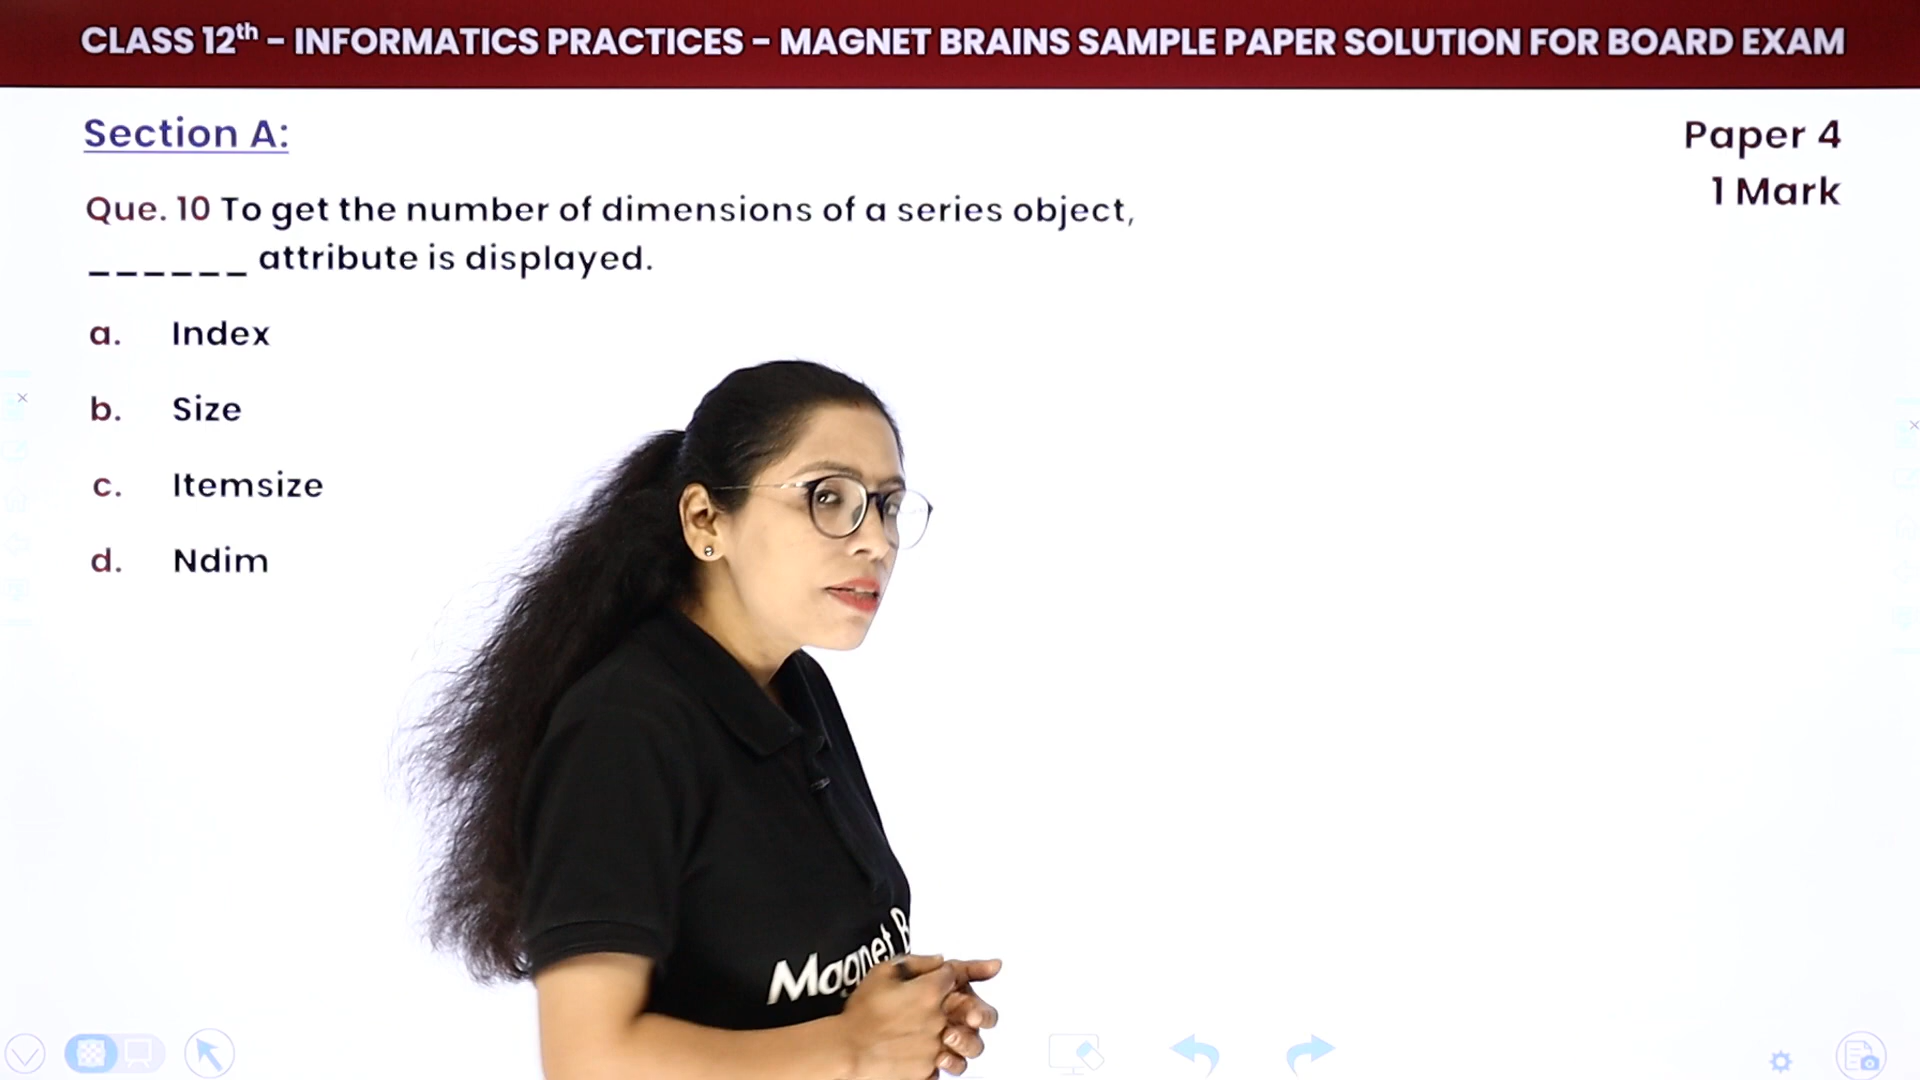 CLASS 12th – INFORMATICS PRACTICES – MAGNET BRAINS SAMPLE PAPER SOLUTION FOR BOARD EXAM
Section A:
Paper 4
1 Mark
Que. 10 To get the number of dimensions of a series object,
______ attribute is displayed.
a. Index
b. Size
c. Itemsize
d. Ndim
Magnet B